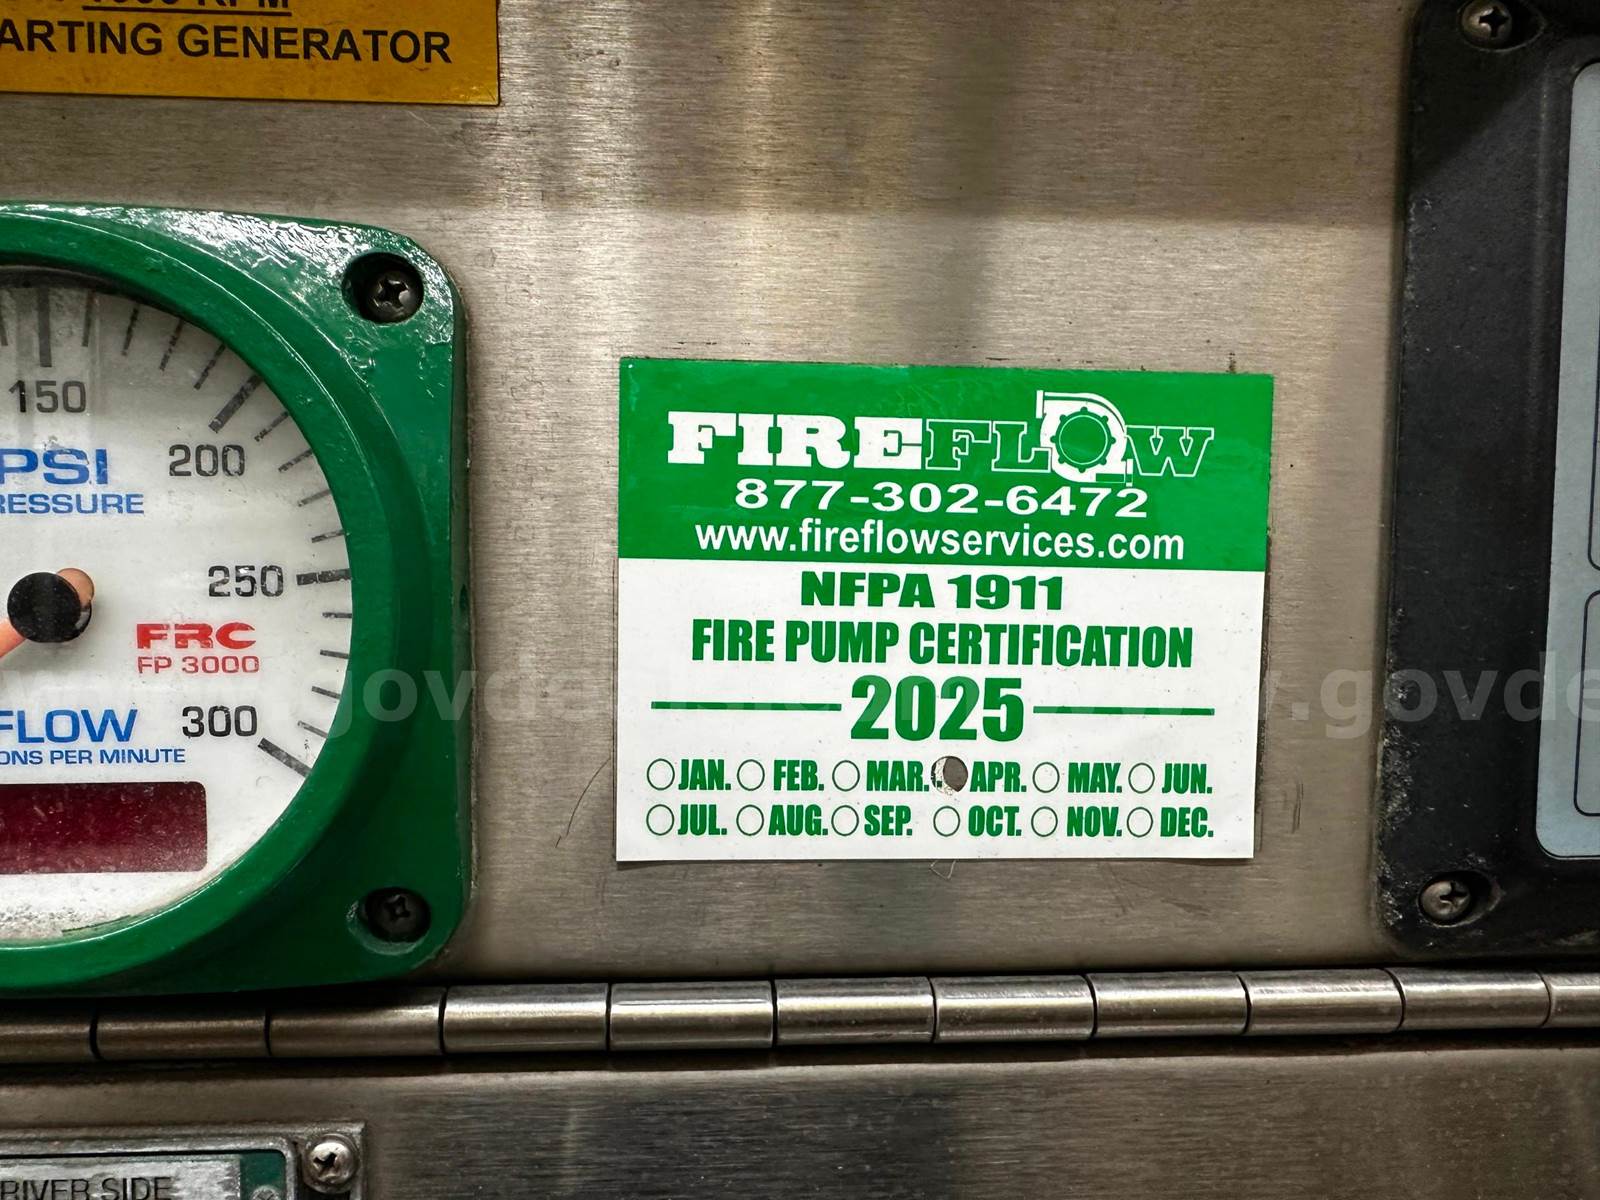 RPM
ARTING GENERATOR
150
200
250
300
PSI
RESSURE
FRC
FP 3000
FLOW
ONS PER MINUTE
FIREFLOW
877-302-6472
www.fireflowservices.com
NFPA 1911
FIRE PUMP CERTIFICATION
2025
JAN. FEB. MAR. APR. MAY. JUN.
JUL. AUG. SEP. OCT. NOV. DEC.
RIVER SIDE